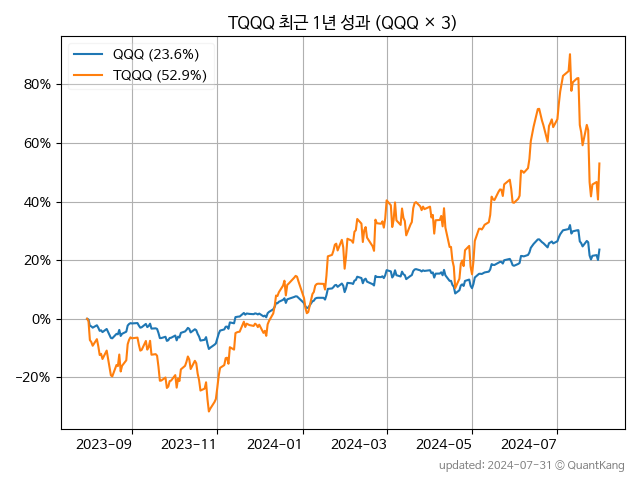 TQQQ 최근 1년 성과 (QQQ × 3)
QQQ (23.6%)
TQQQ (52.9%)
80%
60%
40%
20%
0%
−20%
2023-09 2023-11 2024-01 2024-03 2024-05 2024-07
updated: 2024-07-31 © QuantKang